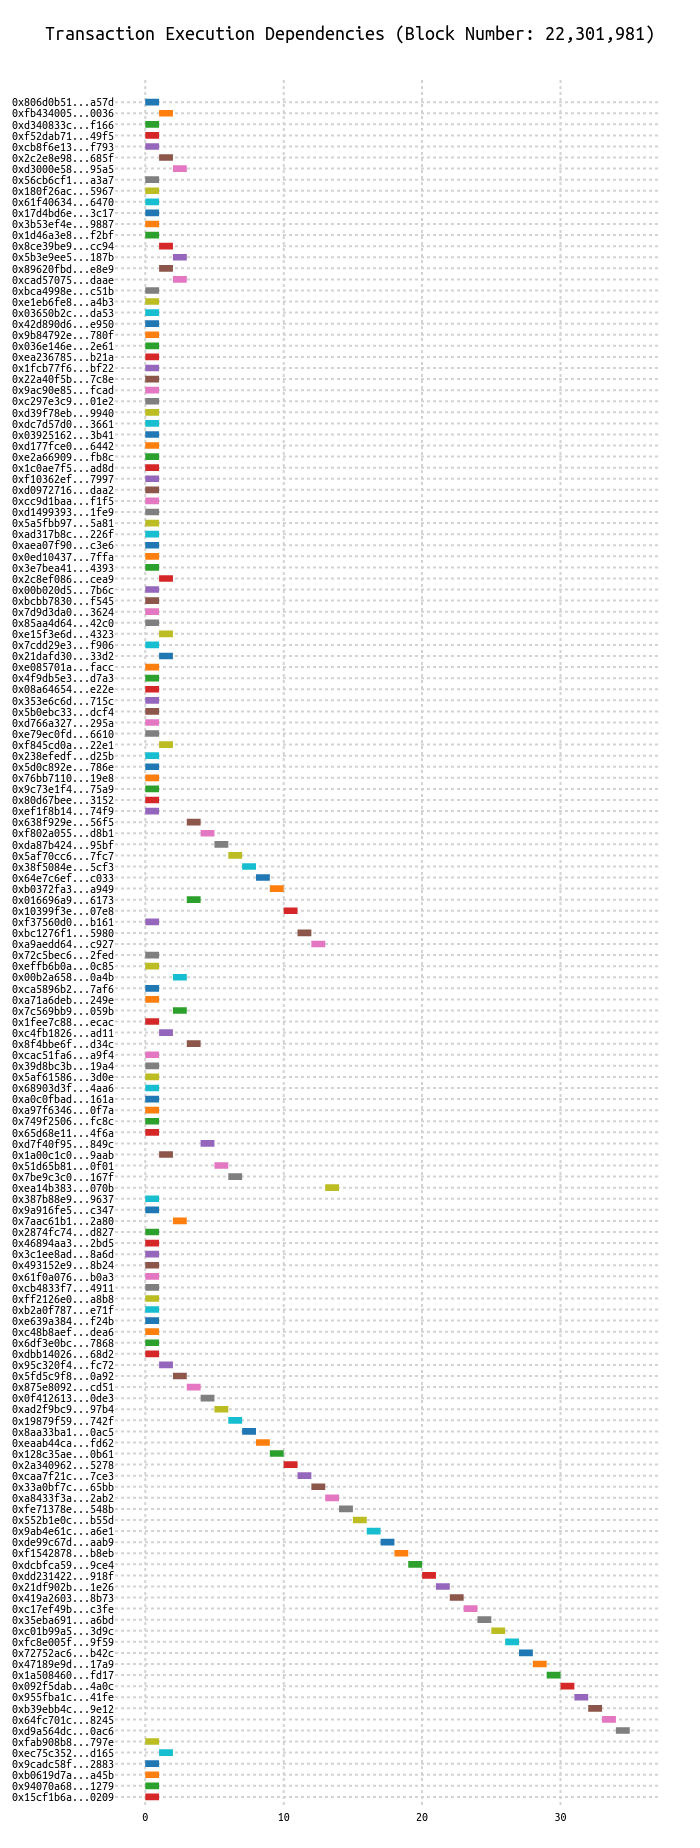 Transaction Execution Dependencies (Block Number: 22,301,981)
0x806d0b51...a57d
0xfb434005...0036
0xd340833c...f166
0xf52dab71...49f5
0xcb8f6e13...f793
0x2c2e8e98...685f
0xd3000e58...95a5
0x56cb6cf1...a3a7
0x180f26ac...5967
0x61f40634...6470
0x17d4bd6e...3c17
0x3b53ef4e...9887
0x1d46a3e8...f2bf
0x8ce39be9...cc94
0x5b3e9ee5...187b
0x89620fbd...e8e9
0xcad57075...daae
0xbca4998e...c51b
0xe1eb6fe8...a4b3
0x03650b2c...da53
0x42d890d6...e950
0x9b84792e...780f
0x036e146e...2e61
0xea236785...b21a
0x1fcb77f6...bf22
0x22a40f5b...7c8e
0x9ac90e85...fcad
0xc297e3c9...01e2
0xd39f78eb...9940
0xdc7d57d0...3661
0x03925162...3b41
0xd177fce0...6442
0xe2a66909...fb8c
0x1c0ae7f5...ad8d
0xf10362ef...7997
0xd0972716...daa2
0xcc9d1baa...f1f5
0xd1499393...1fe9
0x5a5fbb97...5a81
0xad317b8c...226f
0xaea07f90...c3e6
0x0ed10437...7ffa
0x3e7bea41...4393
0x2c8ef086...cea9
0x00b020d5...7b6c
0xbcbb7830...f545
0x7d9d3da0...3624
0x85aa4d64...42c0
0xe15f3e6d...4323
0x7cdd29e3...f906
0x21dafd30...33d2
0xe085701a...facc
0x4f9db5e3...d7a3
0x08a64654...e22e
0x353e6c6d...715c
0x5b0ebc33...dcf4
0xd766a327...295a
0xe79ec0fd...6610
0xf845cd0a...22e1
0x238efedf...d25b
0x5d0c892e...786e
0x76bb7110...19e8
0x9c73e1f4...75a9
0x80d67bee...3152
0xef1f8b14...74f9
0x638f929e...56f5
0xf802a055...d8b1
0xda87b424...95bf
0x5af70cc6...7fc7
0x38f5084e...5cf3
0x64e7c6ef...c033
0xb0372fa3...a949
0x016696a9...6173
0x10399f3e...07e8
0xf37560d0...b161
0xbc1276f1...5980
0xa9aedd64...c927
0x72c5bec6...2fed
0xeffb6b0a...0c85
0x00b2a658...0a4b
0xca5896b2...7af6
0xa71a6deb...249e
0x7c569bb9...059b
0x1fee7c88...ecac
0xc4fb1826...ad11
0x8f4bbe6f...d34c
0xcac51fa6...a9f4
0x39d8bc3b...19a4
0x5af61586...3d0e
0x68903d3f...4aa6
0xa0c0fbad...161a
0xa97f6346...0f7a
0x749f2506...fc8c
0x65d68e11...4f6a
0xd7f40f95...849c
0x1a00c1c0...9aab
0x51d65b81...0f01
0x7be9c3c0...167f
0xea14b383...070b
0x387b88e9...9637
0x9a916fe5...c347
0x7aac61b1...2a80
0x2874fc74...d827
0x46894aa3...2bd5
0x3c1ee8ad...8a6d
0x493152e9...8b24
0x61f0a076...b0a3
0xcb4833f7...4911
0xff2126e0...a8b8
0xb2a0f787...e71f
0xe639a384...f24b
0xc48b8aef...dea6
0x6df3e0bc...7868
0xdbb14026...68d2
0x95c320f4...fc72
0x5fd5c9f8...0a92
0x875e8092...cd51
0x0f412613...0de3
0xad2f9bc9...97b4
0x19879f59...742f
0x8aa33ba1...0ac5
0xeaab44ca...fd62
0x128c35ae...0b61
0x2a340962...5278
0xcaa7f21c...7ce3
0x33a0bf7c...65bb
0xa8433f3a...2ab2
0xfe71378e...548b
0x552b1e0c...b55d
0x9ab4e61c...a6e1
0xde99c67d...aab9
0xf1542878...b8eb
0xdcbfca59...9ce4
0xdd231422...918f
0x21df902b...1e26
0x419a2603...8b73
0xc17ef49b...c3fe
0x35eba691...a6bd
0xc01b99a5...3d9c
0xfc8e005f...9f59
0x72752ac6...b42c
0x47189e9d...17a9
0x1a508460...fd17
0x092f5dab...4a0c
0x955fba1c...41fe
0xb39ebb4c...9e12
0x64fc701c...8245
0xd9a564dc...0ac6
0xfab908b8...797e
0xec75c352...d165
0x9cadc58f...2883
0xb0619d7a...a45b
0x94070a68...1279
0x15cf1b6a...0209
0 10 20 30